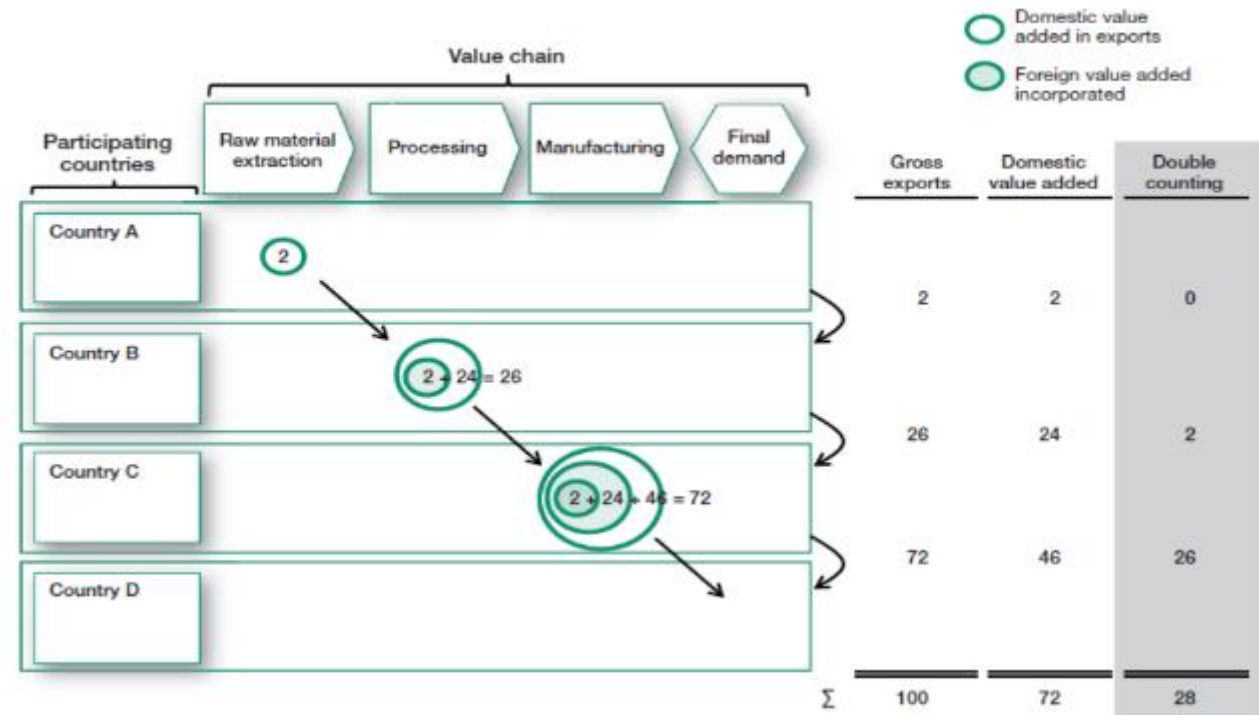 Domestic value
added in exports
Foreign value added
incorporated
Value chain
Participating
countries
Raw material
extraction
Processing
Manufacturing
Final
demand
Gross
exports
Domestic
value added
Double
counting
Country A
2
2 2 0
Country B
2 + 24 = 26
26 24 2
Country C
2 + 24 + 46 = 72
72 46 26
Country D
Σ 100 72 28